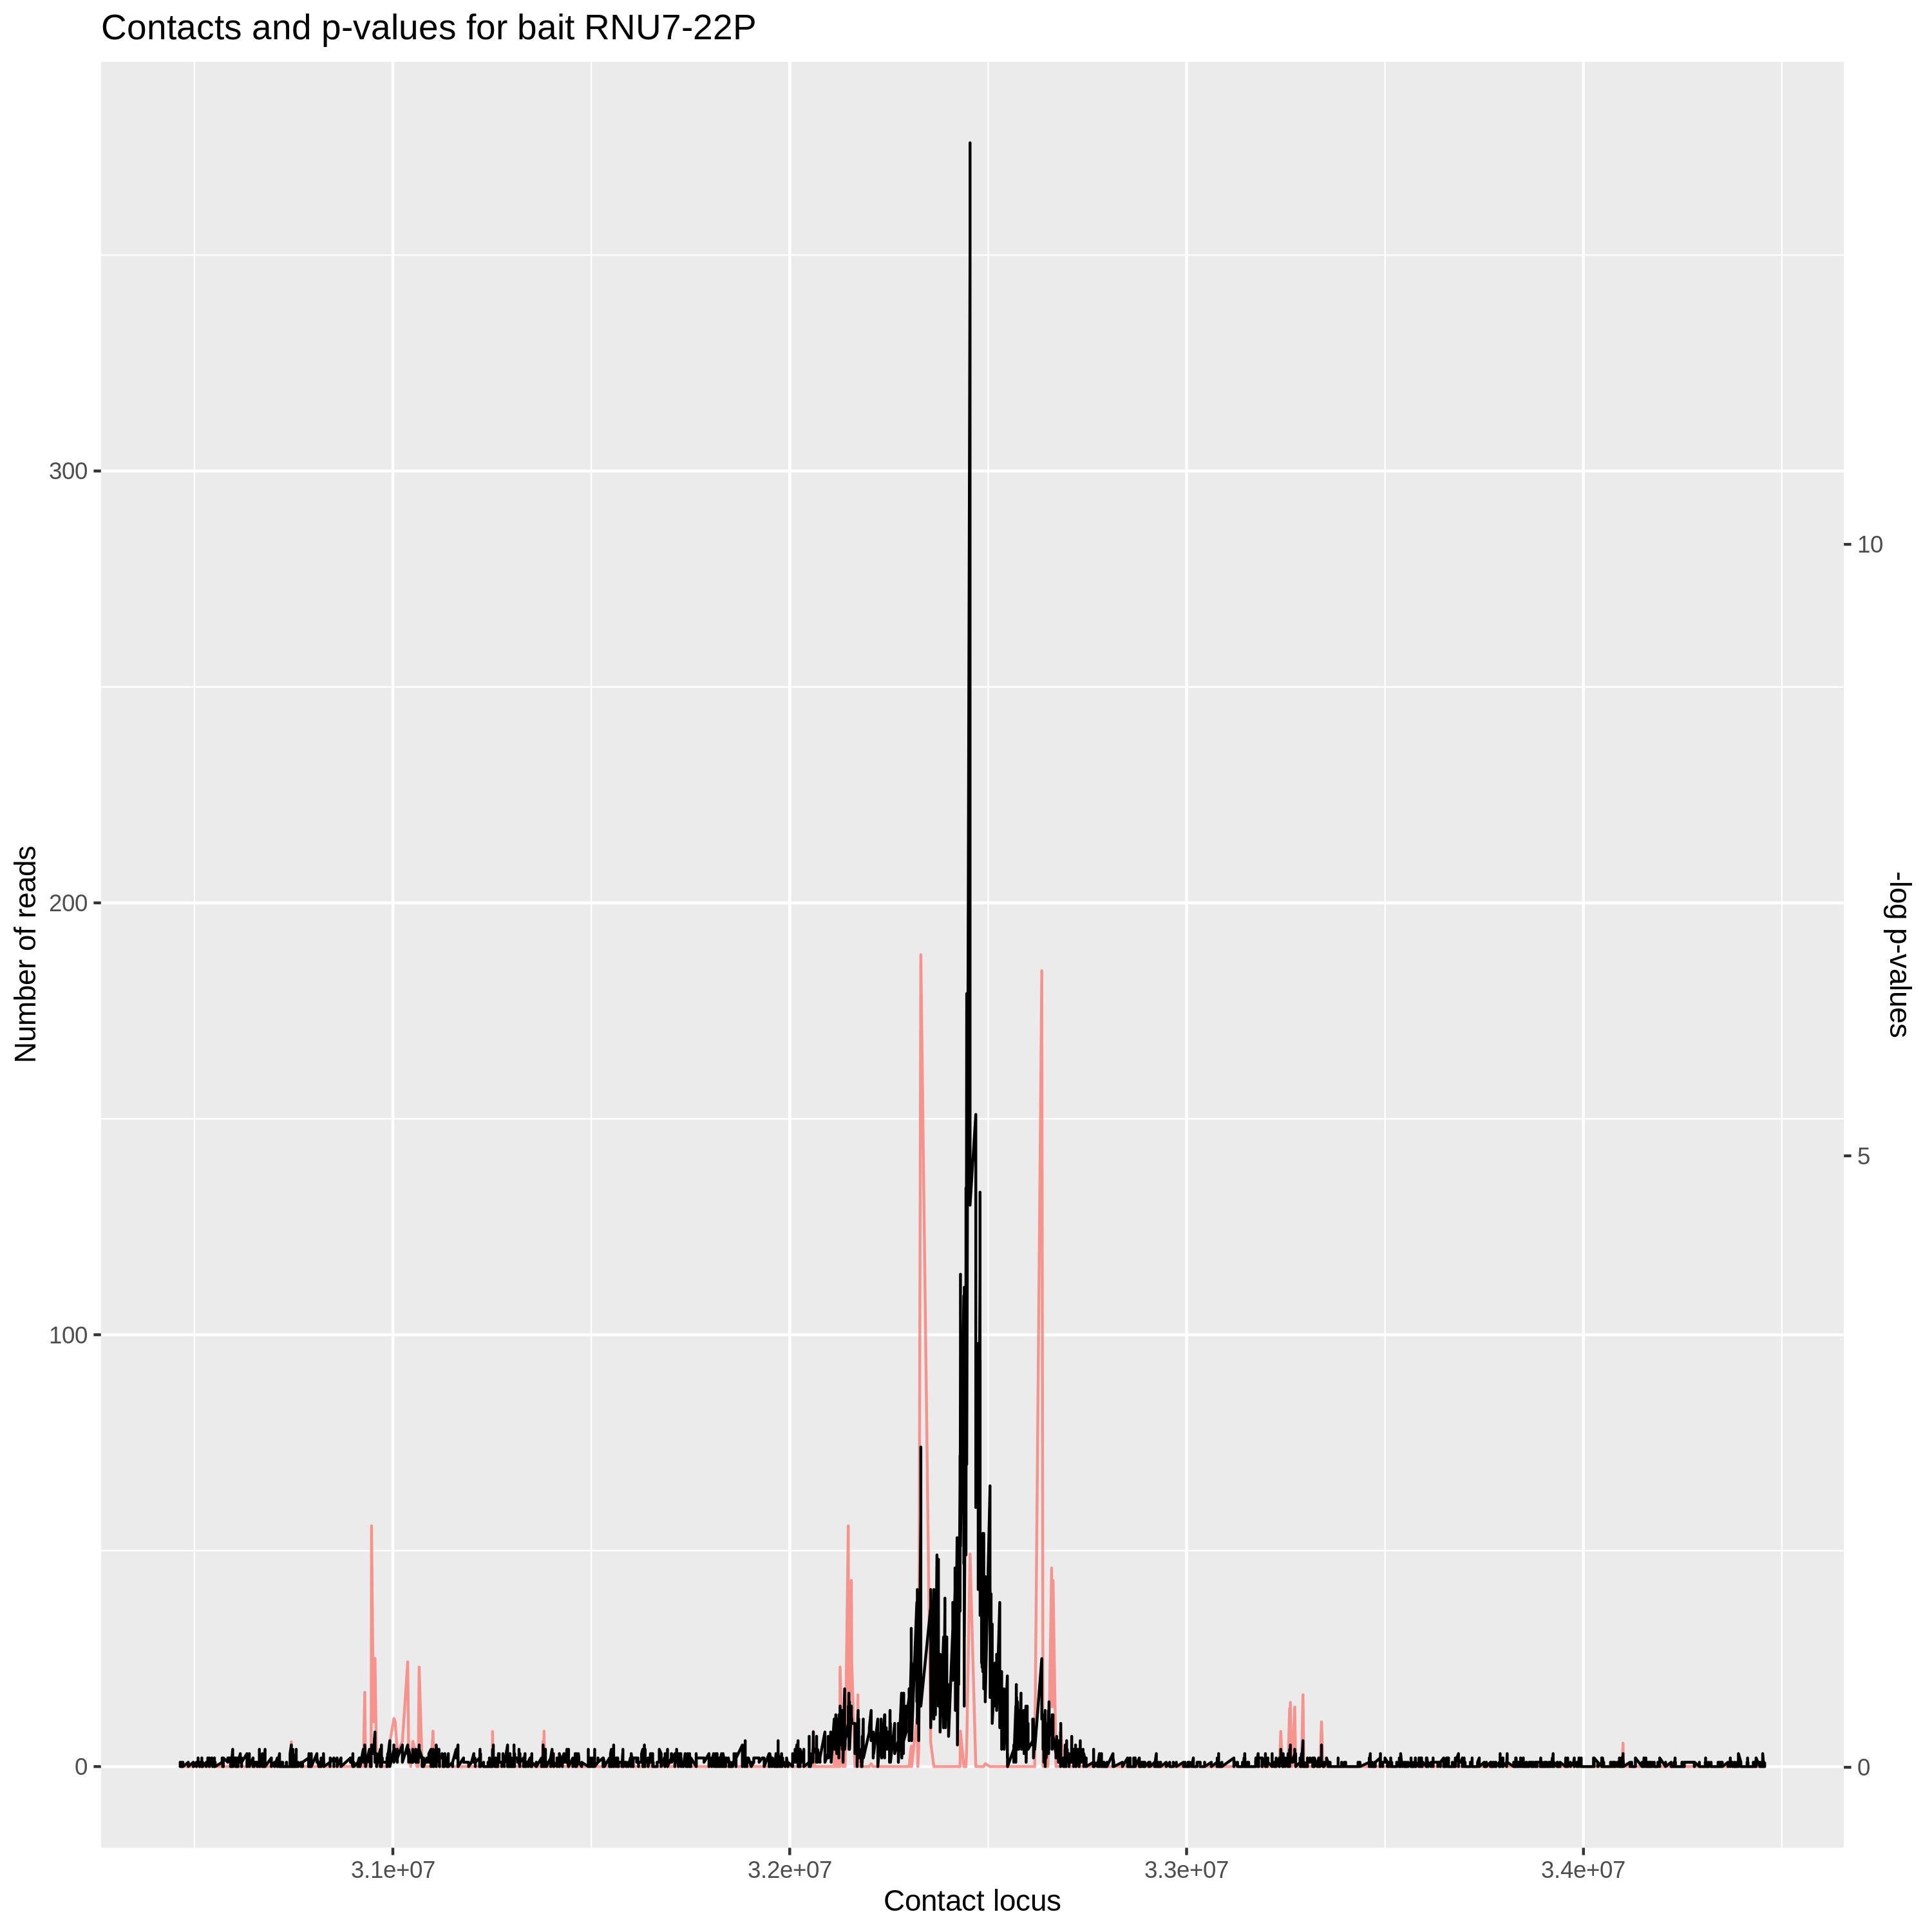 Contacts and p-values for bait RNU7-22P
300
200
100
0
Number of reads
10
5
0
-log p-values
3.1e+07
3.2e+07
3.3e+07
3.4e+07
Contact locus